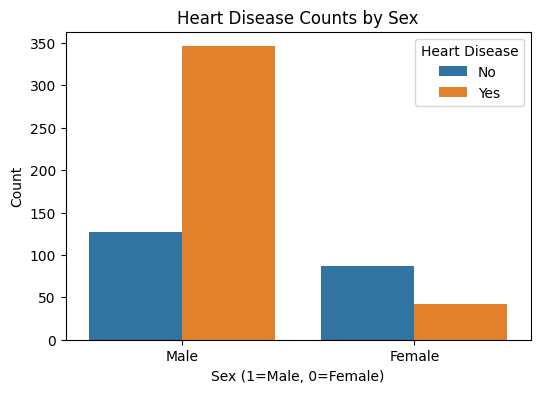 Heart Disease Counts by Sex
Heart Disease
No
Yes
Count
350
300
250
200
150
100
50
0
Male
Female
Sex (1=Male, 0=Female)